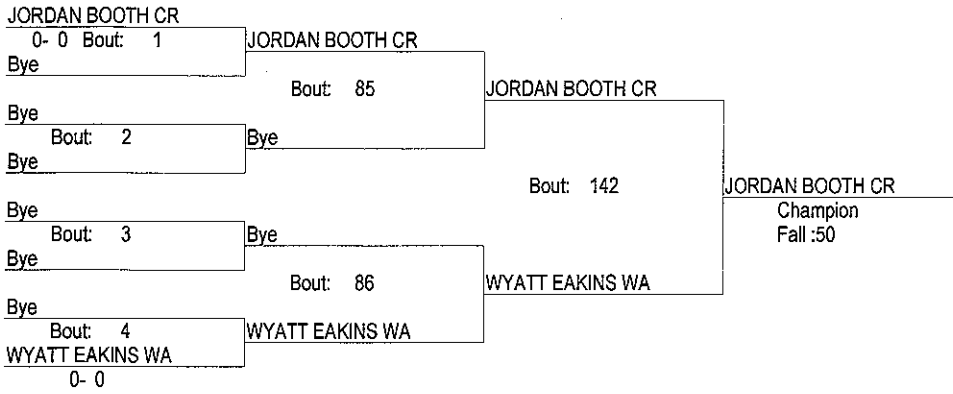 JORDAN BOOTH CR
0- 0 Bout: 1
Bye
JORDAN BOOTH CR
Bout: 85
Bye
Bout: 2
Bye
Bye
JORDAN BOOTH CR
Bout: 142
Bye
Bout: 3
Bye
Bye
Bout: 86
Bye
Bout: 4
WYATT EAKINS WA
0- 0
WYATT EAKINS WA
WYATT EAKINS WA
JORDAN BOOTH CR
Champion
Fall :50